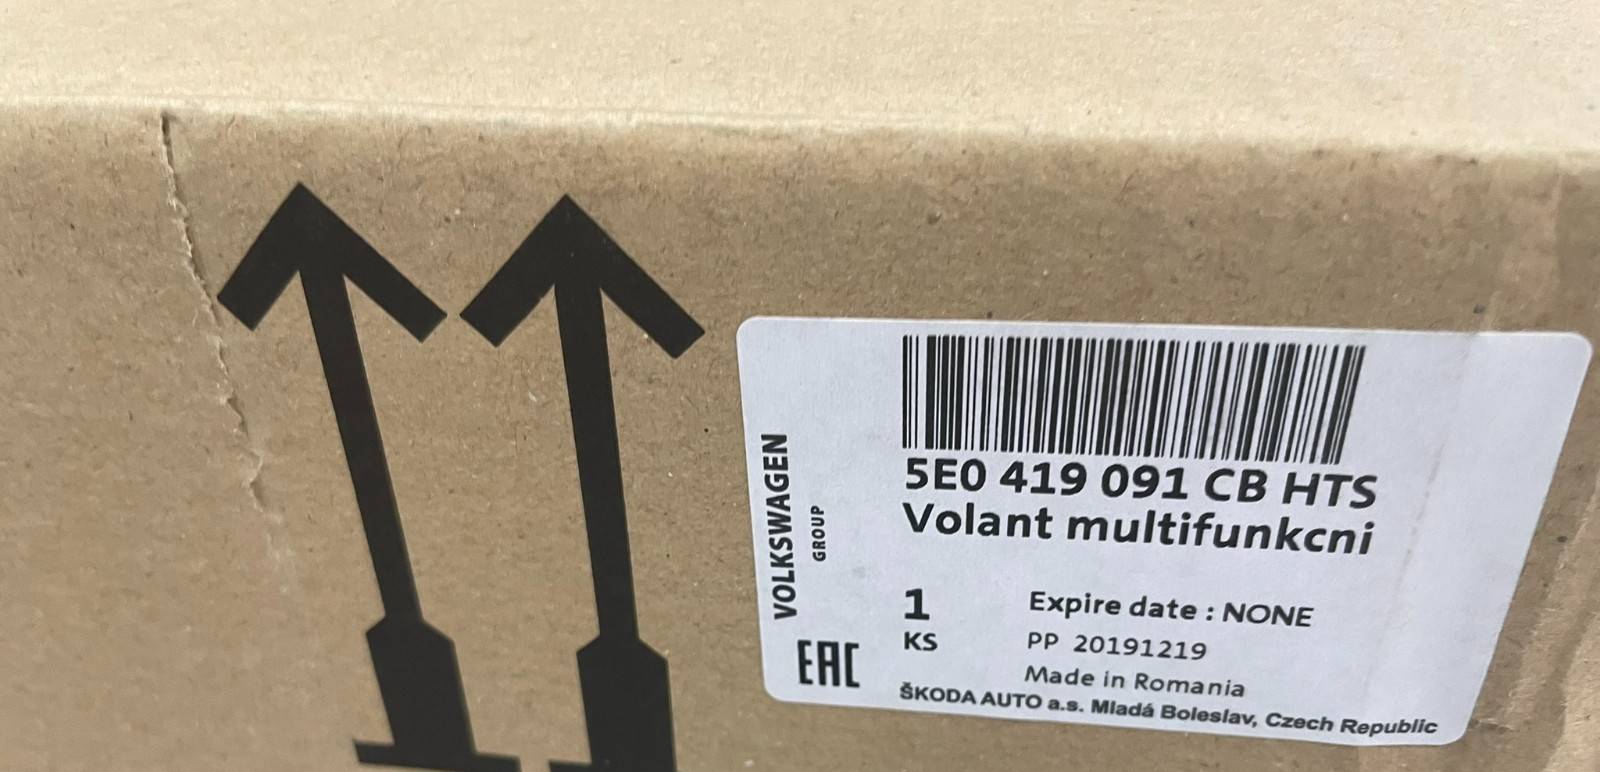 VOLKSWAGEN
GROUP
5E0 419 091 CB HTS
Volant multifunkcni
1
KS
Expire date : NONE
PP 20191219
Made in Romania
EAC
ŠKODA AUTO a.s. Mladá Boleslav, Czech Republic